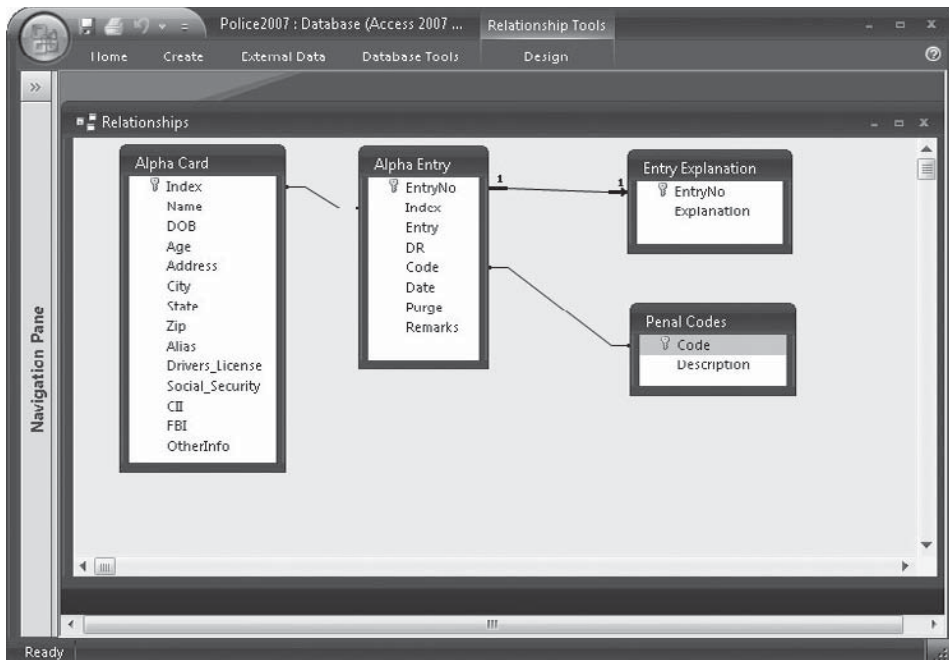 Police2007 : Database (Access 2007 ...
Relationship Tools
Home Create External Data Database Tools Design
Relationships
Alpha Card
Index
Name
DOB
Age
Address
City
State
Zip
Alias
Drivers_License
Social_Security
CII
FBI
OtherInfo
Alpha Entry
EntryNo
Index
Entry
DR
Code
Date
Purge
Remarks
1
1
Entry Explanation
EntryNo
Explanation
Penal Codes
Code
Description
Navigation Pane
Ready